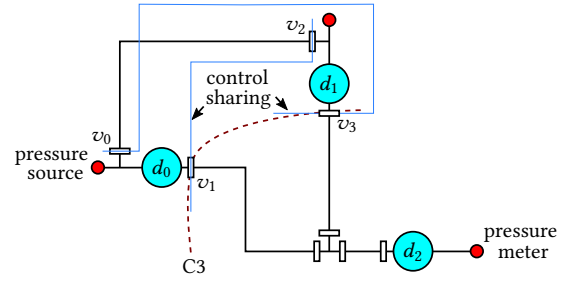 v2
control
sharing
d1
v0
v3
pressure
source
d0
v1
pressure
meter
d2
C3